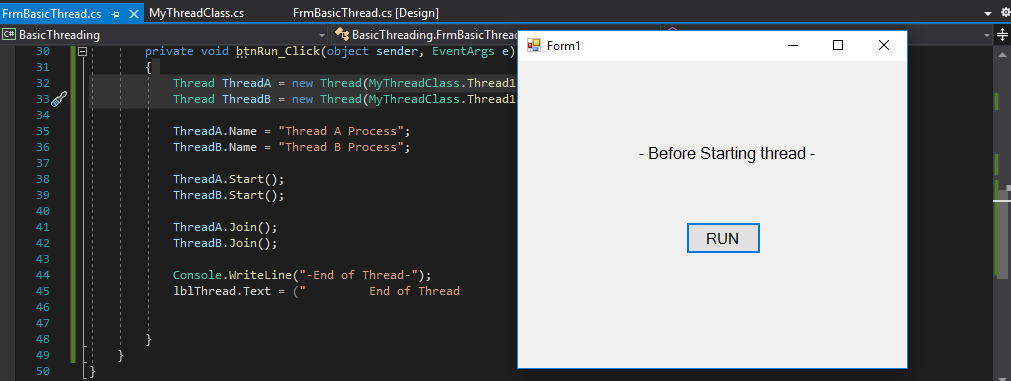 FrmBasicThread.cs MyThreadClass.cs FrmBasicThread.cs [Design]
C# BasicThreading BasicThreading.FrmBasicThread
30 private void btnRun_Click(object sender, EventArgs e)
31 {
32 Thread ThreadA = new Thread(MyThreadClass.Thread1
33 Thread ThreadB = new Thread(MyThreadClass.Thread1
34
35 ThreadA.Name = "Thread A Process";
36 ThreadB.Name = "Thread B Process";
37
38 ThreadA.Start();
39 ThreadB.Start();
40
41 ThreadA.Join();
42 ThreadB.Join();
43
44 Console.WriteLine("-End of Thread-");
45 lblThread.Text = (" End of Thread
46
47
48 }
49 }
50 }
Form1
- Before Starting thread -
RUN